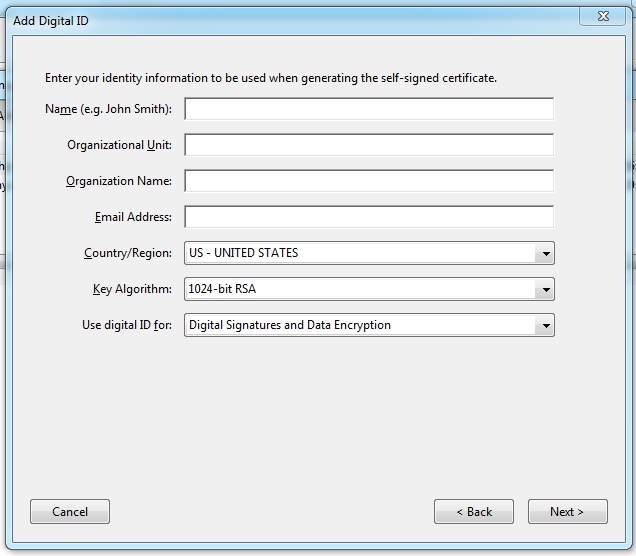 Add Digital ID
Enter your identity information to be used when generating the self-signed certificate.
Name (e.g. John Smith):
Organizational Unit:
Organization Name:
Email Address:
Country/Region: US - UNITED STATES
Key Algorithm: 1024-bit RSA
Use digital ID for: Digital Signatures and Data Encryption
Cancel < Back Next >